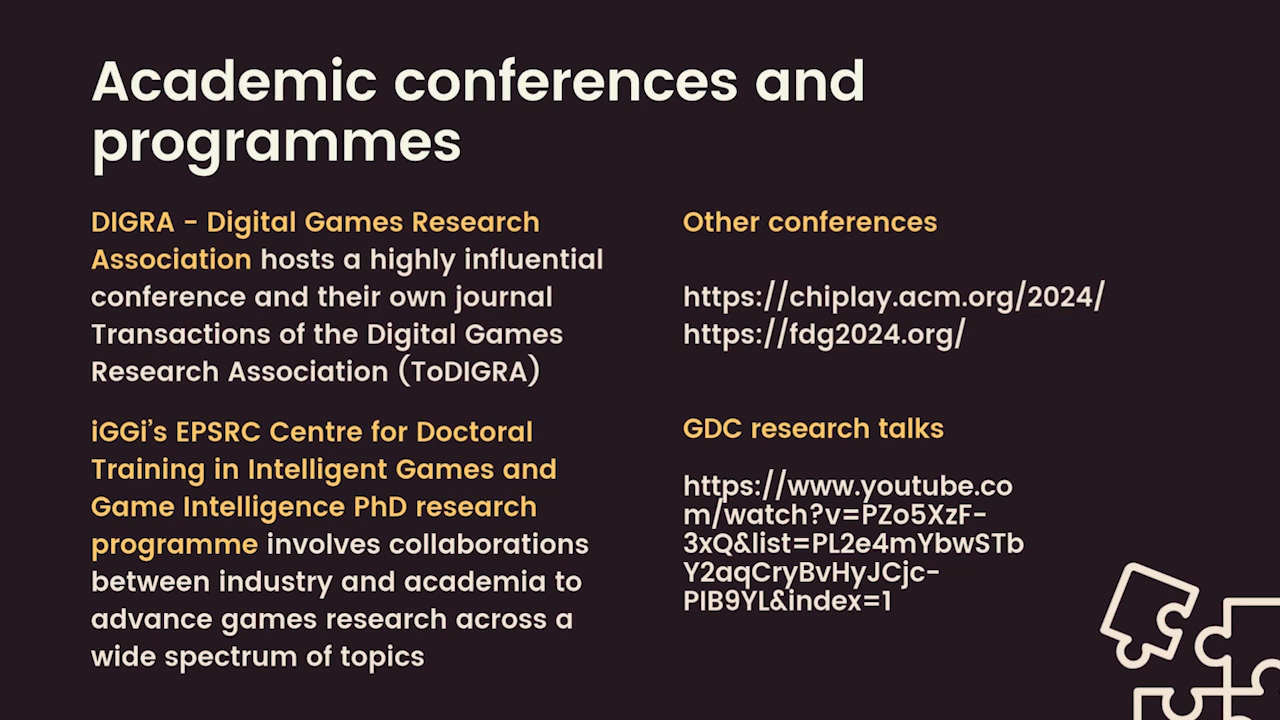 Academic conferences and
programmes
DIGRA - Digital Games Research
Association hosts a highly influential
conference and their own journal
Transactions of the Digital Games
Research Association (ToDIGRA)
iGGi's EPSRC Centre for Doctoral
Training in Intelligent Games and
Game Intelligence PhD research
programme involves collaborations
between industry and academia to
advance games research across a
wide spectrum of topics
Other conferences
https://chiplay.acm.org/2024/
https://fdg2024.org/
GDC research talks
https://www.youtube.co
m/watch?v=PZo5XzF-
3xQ&list=PL2e4mYbwSTb
Y2aqCryBvHyJCjc-
PIB9YL&index=1